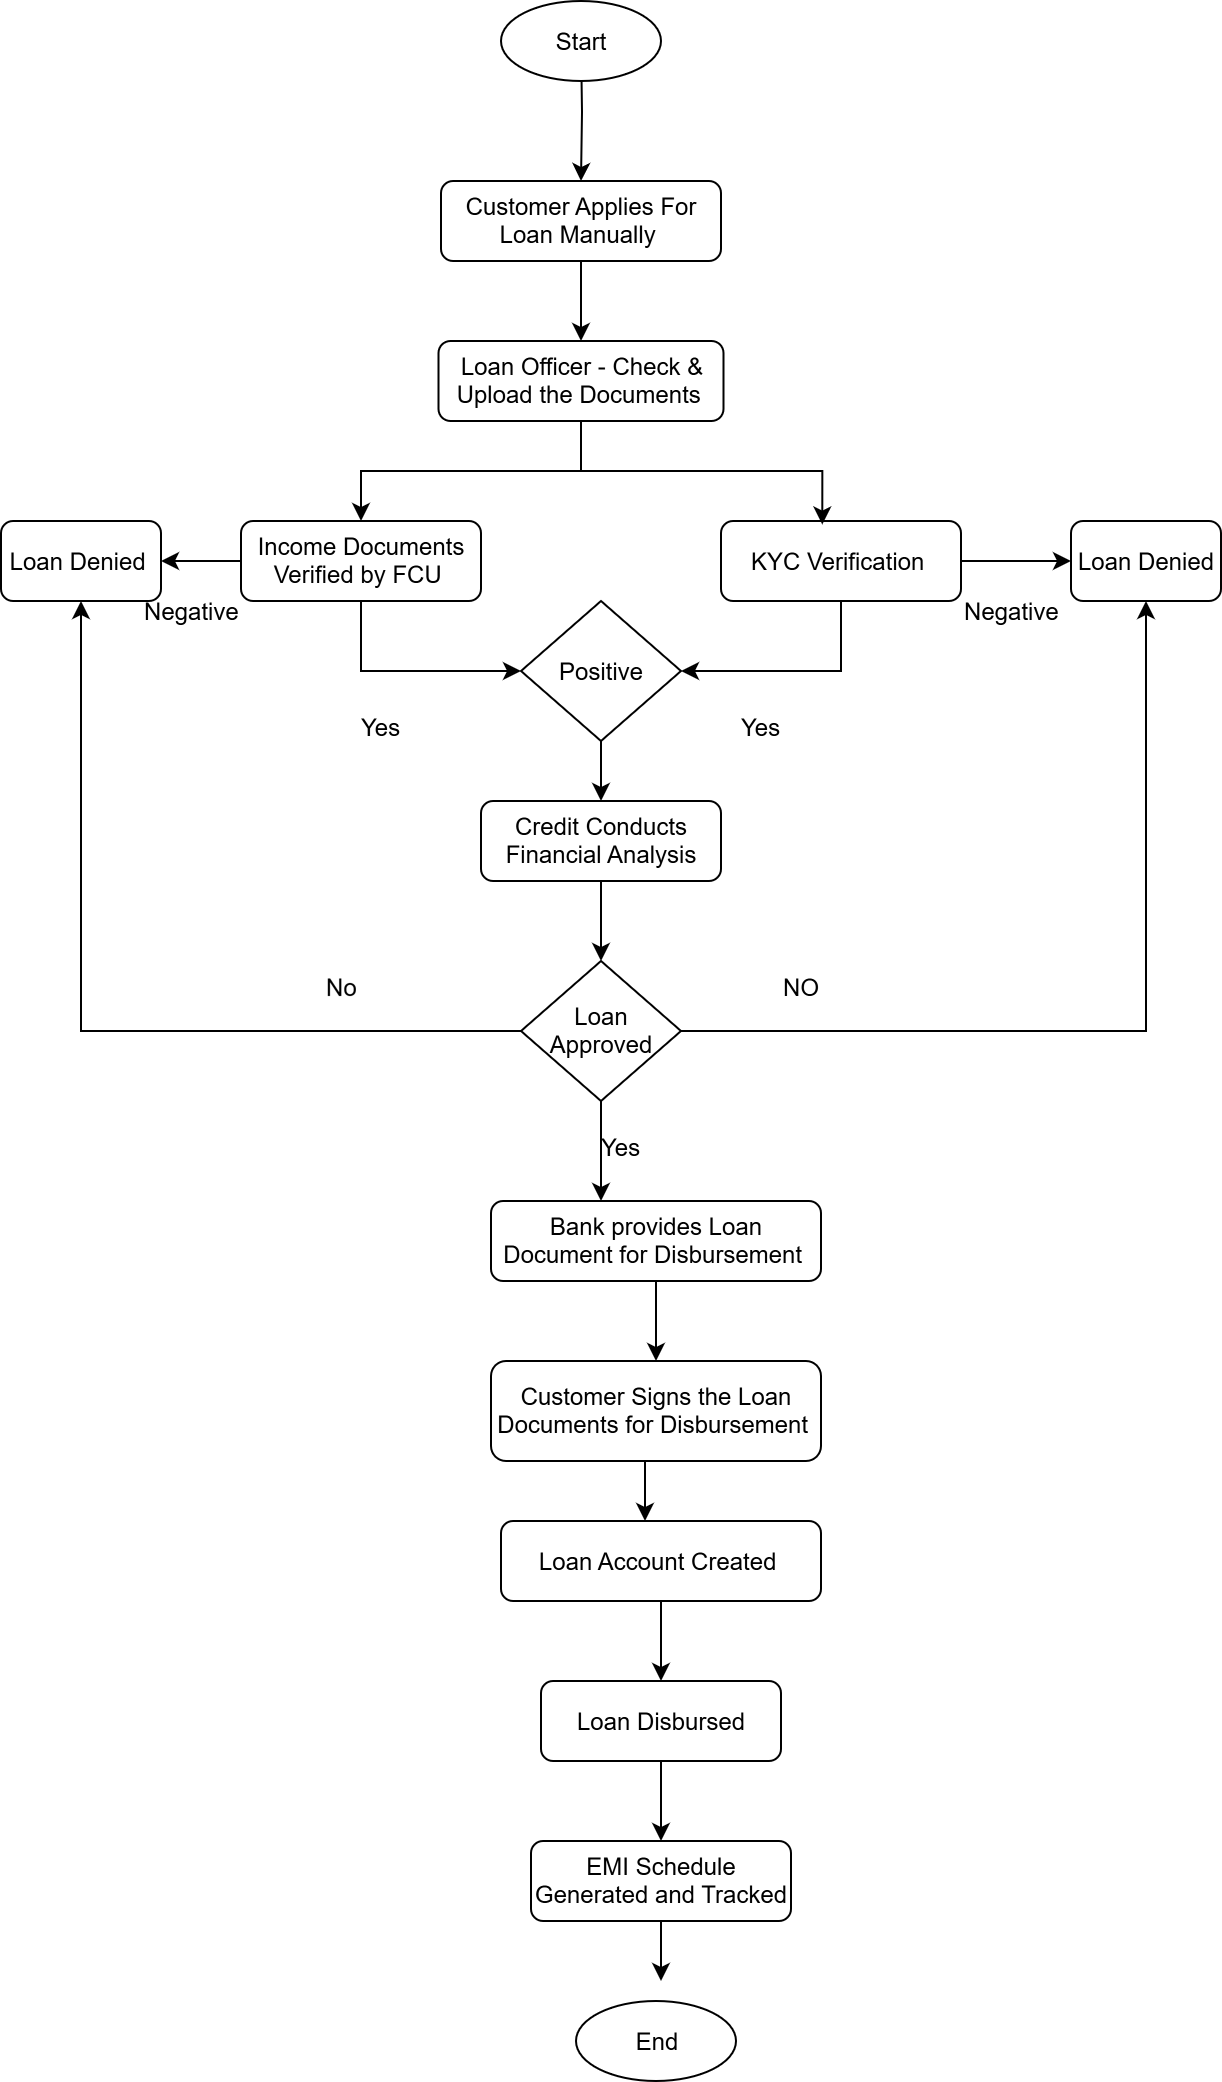 Start
Customer Applies For
Loan Manually
Loan Officer - Check &
Upload the Documents
Loan Denied
Income Documents
Verified by FCU
KYC Verification
Loan Denied
Negative
Negative
Positive
Yes
Yes
Credit Conducts
Financial Analysis
No
NO
Loan
Approved
Yes
Bank provides Loan
Document for Disbursement
Customer Signs the Loan
Documents for Disbursement
Loan Account Created
Loan Disbursed
EMI Schedule
Generated and Tracked
End